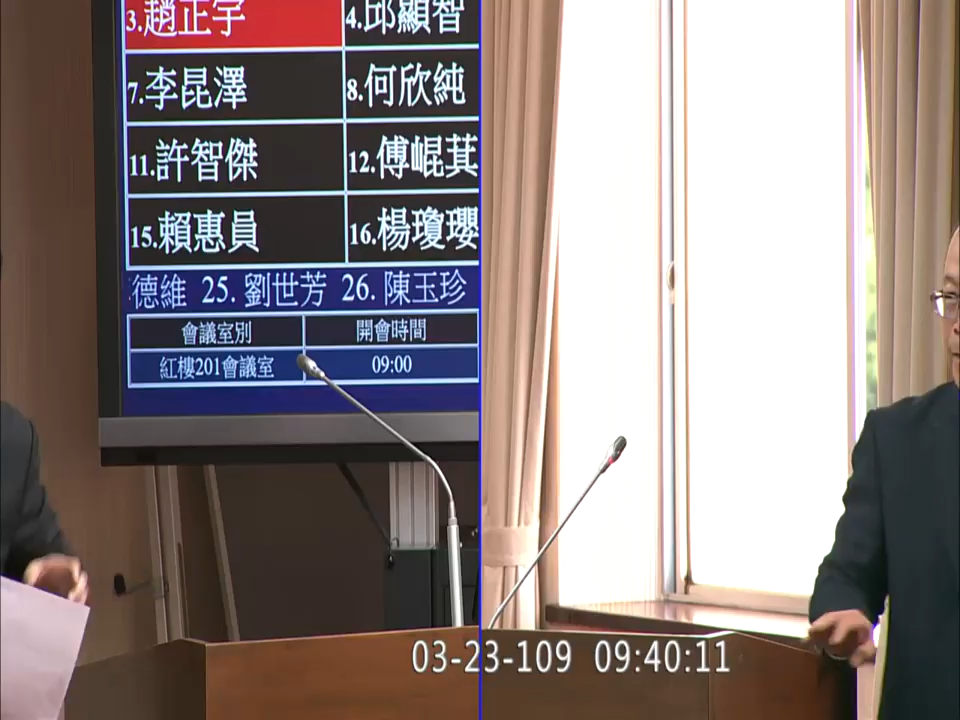 3.趙正宇 4.邱顯智
7.李昆澤 8.何欣純
11.許智傑 12.傅崐萁
15.賴惠員 16.楊瓊瓔
德維 25.劉世芳 26.陳玉珍
會議室別 開會時間
紅樓201會議室 09:00
03-23-109 09:40:11